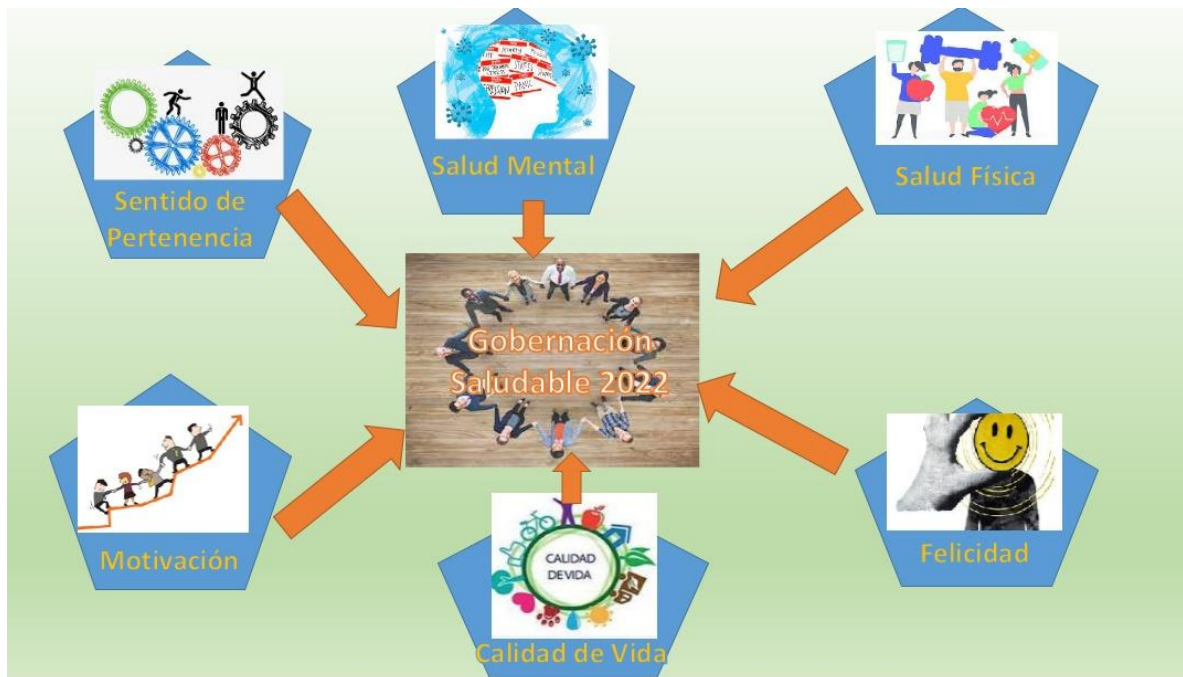 Salud Mental
Salud Física
Sentido de
Pertenencia
Gobernación
Saludable 2022
Motivación
Felicidad
CALIDAD
DE VIDA
Calidad de Vida